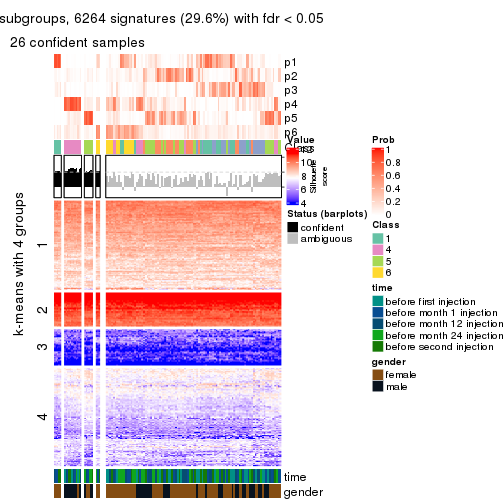 subgroups, 6264 signatures (29.6%) with fdr < 0.05
26 confident samples
p1
p2
p3
p4
p5
p6
Value
10
8
6
4
Silhouette
score
Prob
1
0.8
0.6
0.4
0.2
0
Status (barplots)
confident
ambiguous
Class
1
4
5
6
time
before first injection
before month 1 injection
before month 12 injection
before month 24 injection
before second injection
gender
female
male
k-means with 4 groups
1
2
3
4
time
gender